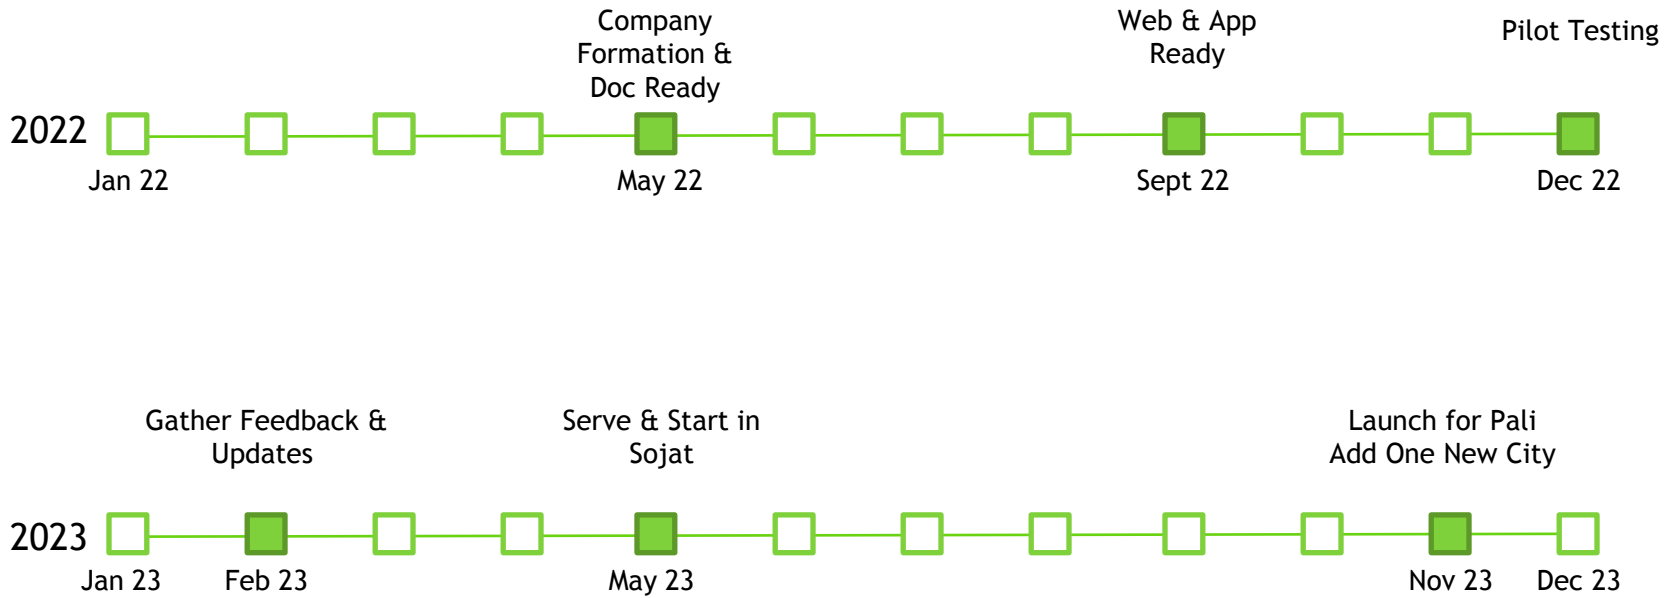 Company
Formation &
Doc Ready
Web & App
Ready
Pilot Testing
2022
Jan 22
May 22
Sept 22
Dec 22
Gather Feedback &
Updates
Serve & Start in
Sojat
Launch for Pali
Add One New City
2023
Jan 23
Feb 23
May 23
Nov 23
Dec 23